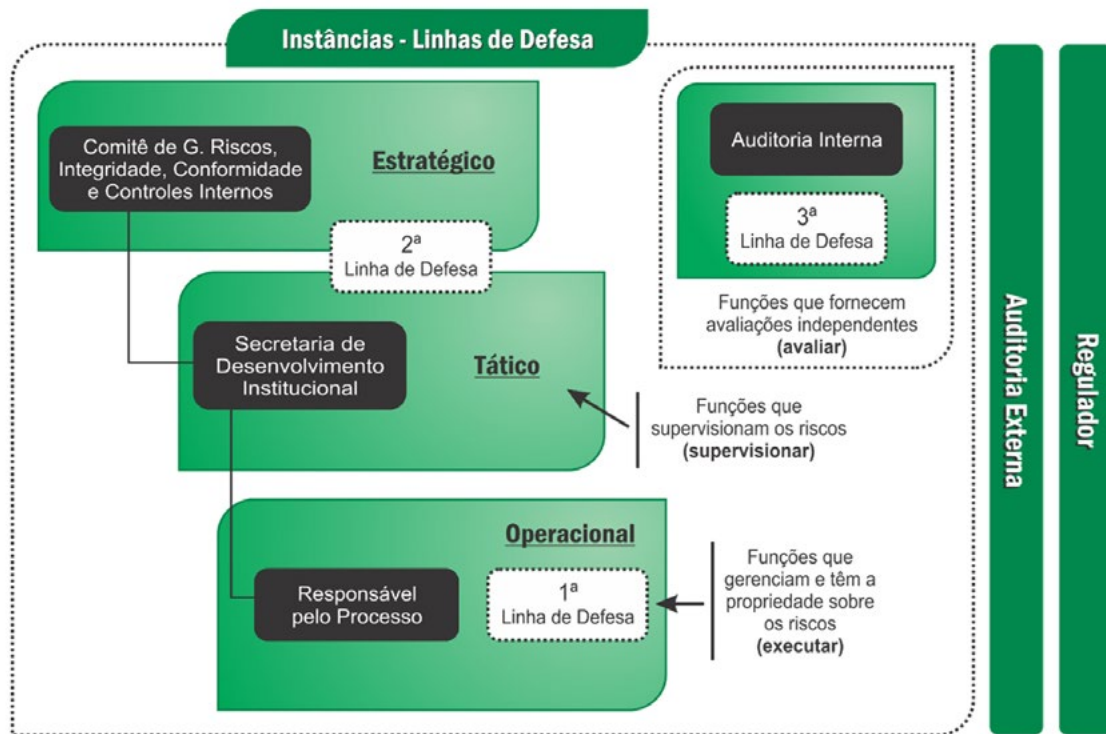 Instâncias - Linhas de Defesa
Comitê de G. Riscos,
Integridade, Conformidade
e Controles Internos
Estratégico
2ª
Linha de Defesa
Secretaria de
Desenvolvimento
Institucional
Tático
Operacional
Responsável
pelo Processo
1ª
Linha de Defesa
Auditoria Interna
3ª
Linha de Defesa
Funções que fornecem
avaliações independentes
(avaliar)
Funções que
supervisionam os riscos
(supervisionar)
Funções que
gerenciam e têm a
propriedade sobre
os riscos
(executar)
Auditoria Externa
Regulador